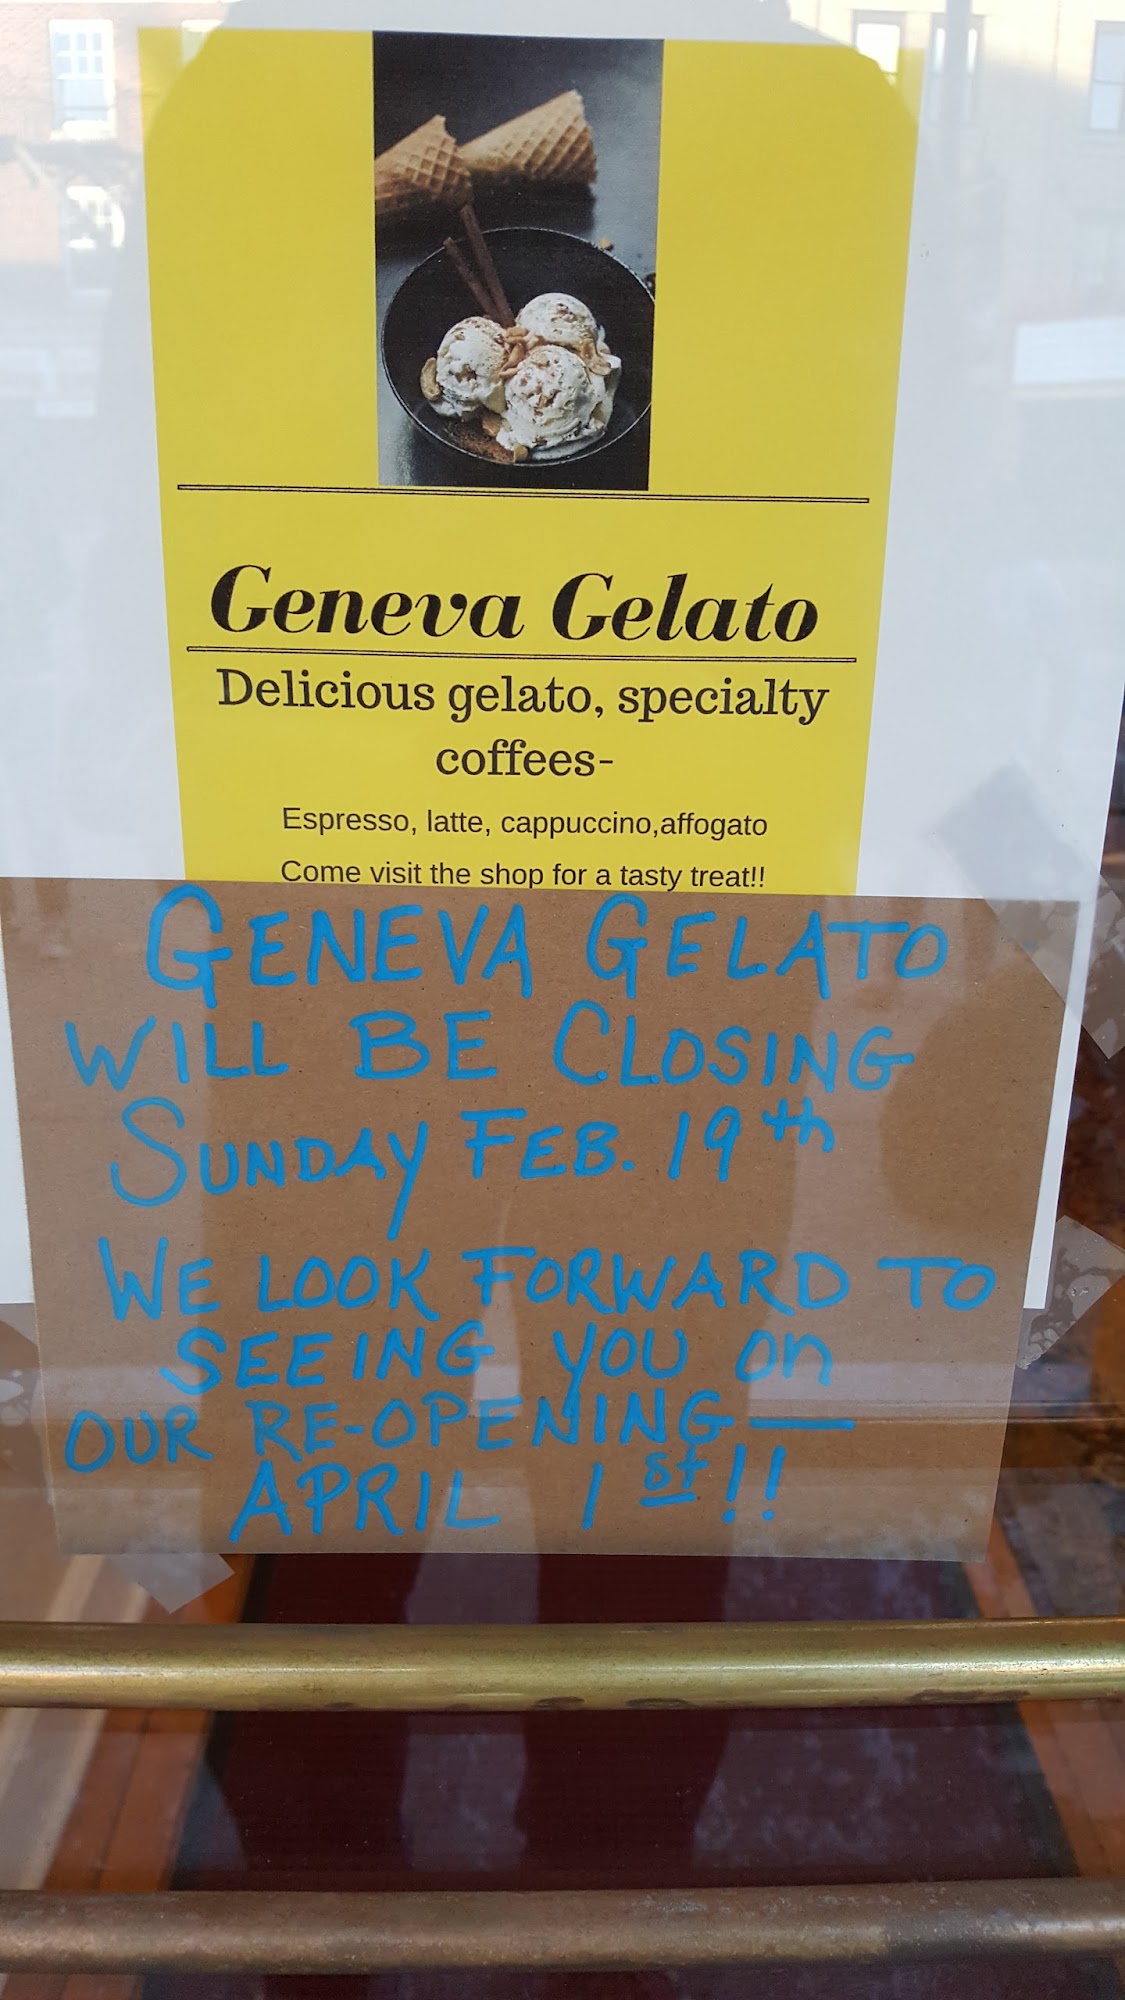 Geneva Gelato
Delicious gelato, specialty
coffees-
Espresso, latte, cappuccino,affogato
Come visit the shop for a tasty treat!!
GENEVA GELATO
WILL BE CLOSING
SUNDAY FEB. 19th
WE LOOK FORWARD TO
SEEING YOU on
OUR RE-OPENING—
APRIL 1st!!